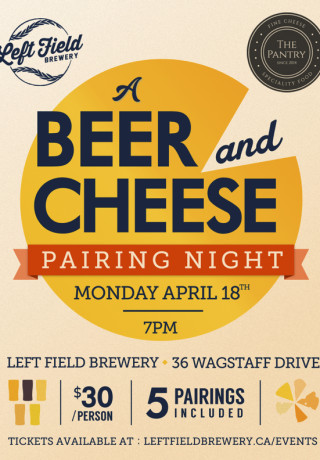 Left Field
BREWERY
FINE CHEESE
THE
PANTRY
SPECIALITY FOOD
A
BEER and
CHEESE
PAIRING NIGHT
MONDAY APRIL 18TH
7PM
LEFT FIELD BREWERY • 36 WAGSTAFF DRIVE
$30
/PERSON
5 PAIRINGS
INCLUDED
TICKETS AVAILABLE AT : LEFTFIELDBREWERY.CA/EVENTS